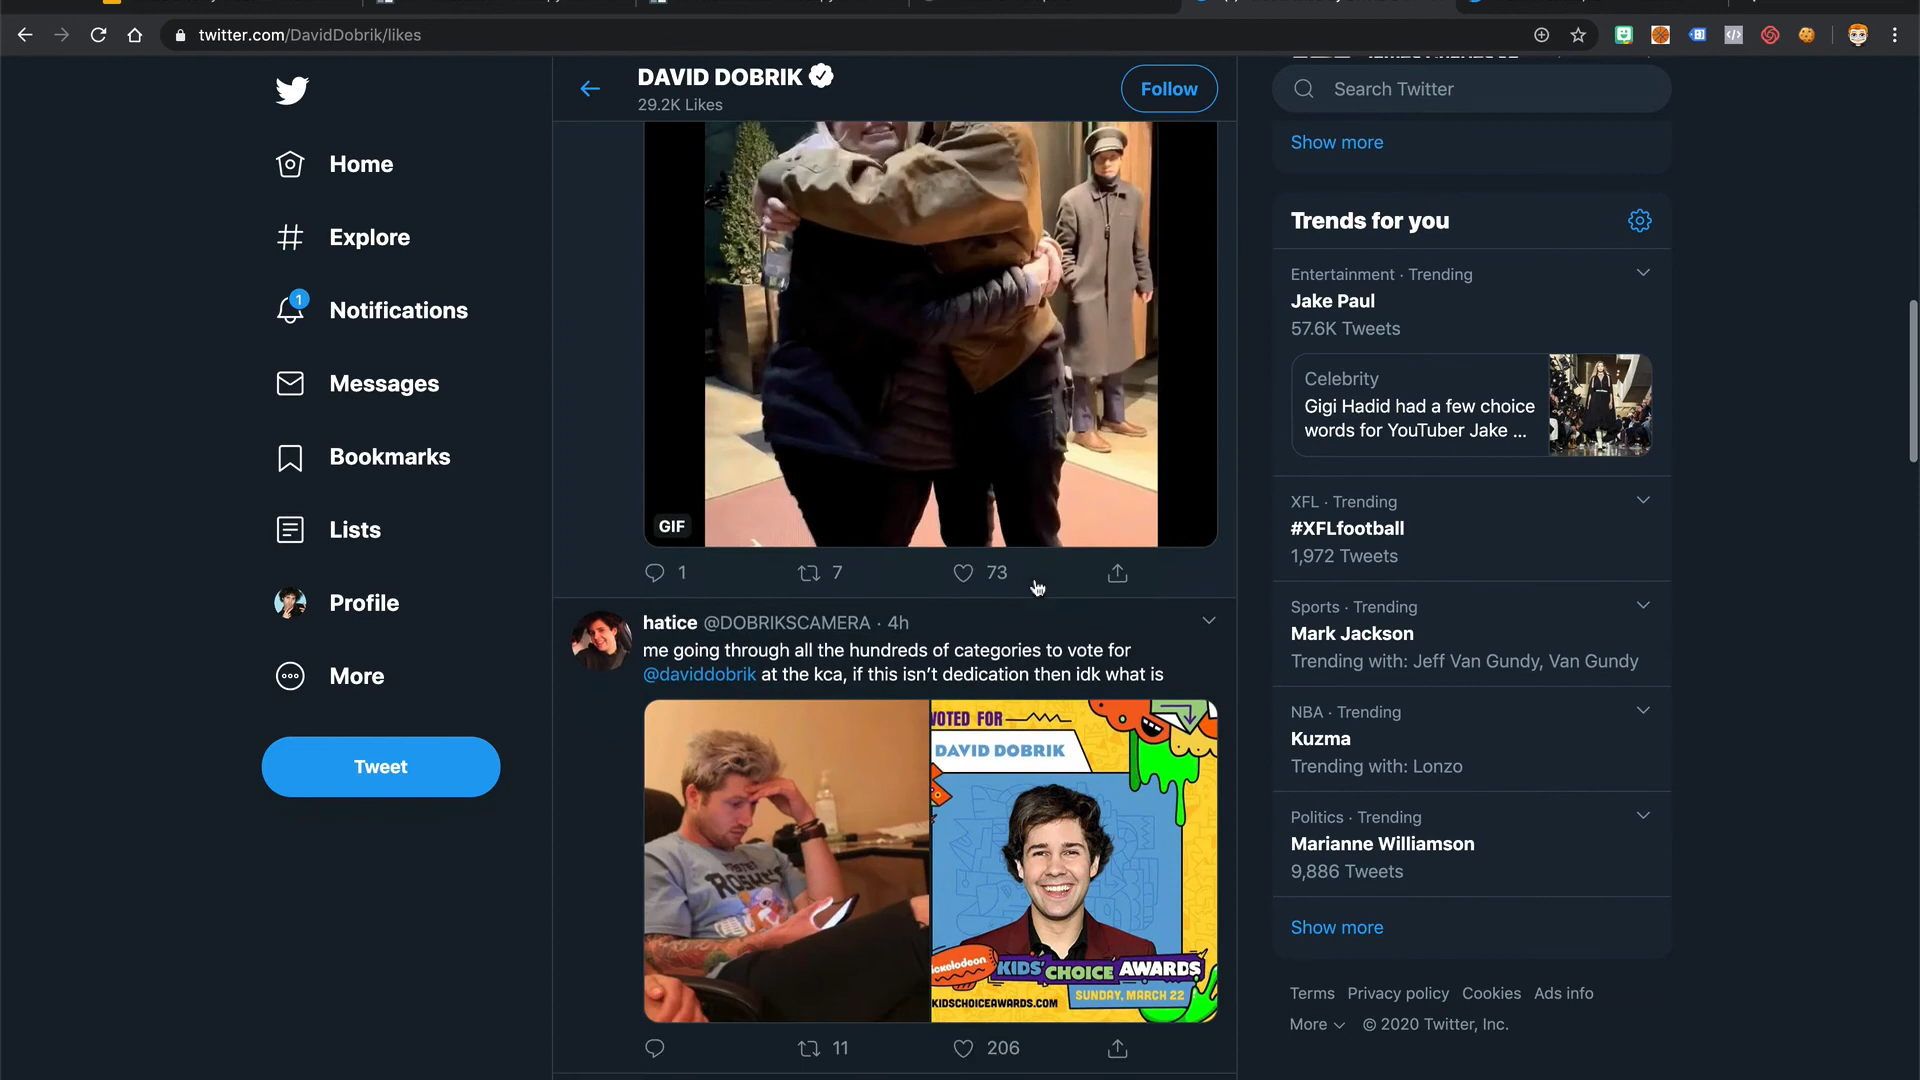 twitter.com/DavidDobrik/likes
DAVID DOBRIK
29.2K Likes
Follow
Search Twitter
Home
Explore
1
Notifications
Messages
Bookmarks
Lists
Profile
More
Tweet
GIF
1
7
73
hatice @DOBRIKSCAMERA · 4h
me going through all the hundreds of categories to vote for
@daviddobrik at the kca, if this isn’t dedication then idk what is
VOTED FOR
DAVID DOBRIK
KIDS' CHOICE AWARDS
KIDSCHOICEAWARDS.COM
SUNDAY, MARCH 22
11
206
Show more
Trends for you
Entertainment · Trending
Jake Paul
57.6K Tweets
Celebrity
Gigi Hadid had a few choice
words for YouTuber Jake ...
XFL · Trending
#XFLfootball
1,972 Tweets
Sports · Trending
Mark Jackson
Trending with: Jeff Van Gundy, Van Gundy
NBA · Trending
Kuzma
Trending with: Lonzo
Politics · Trending
Marianne Williamson
9,886 Tweets
Show more
Terms Privacy policy Cookies Ads info
More © 2020 Twitter, Inc.